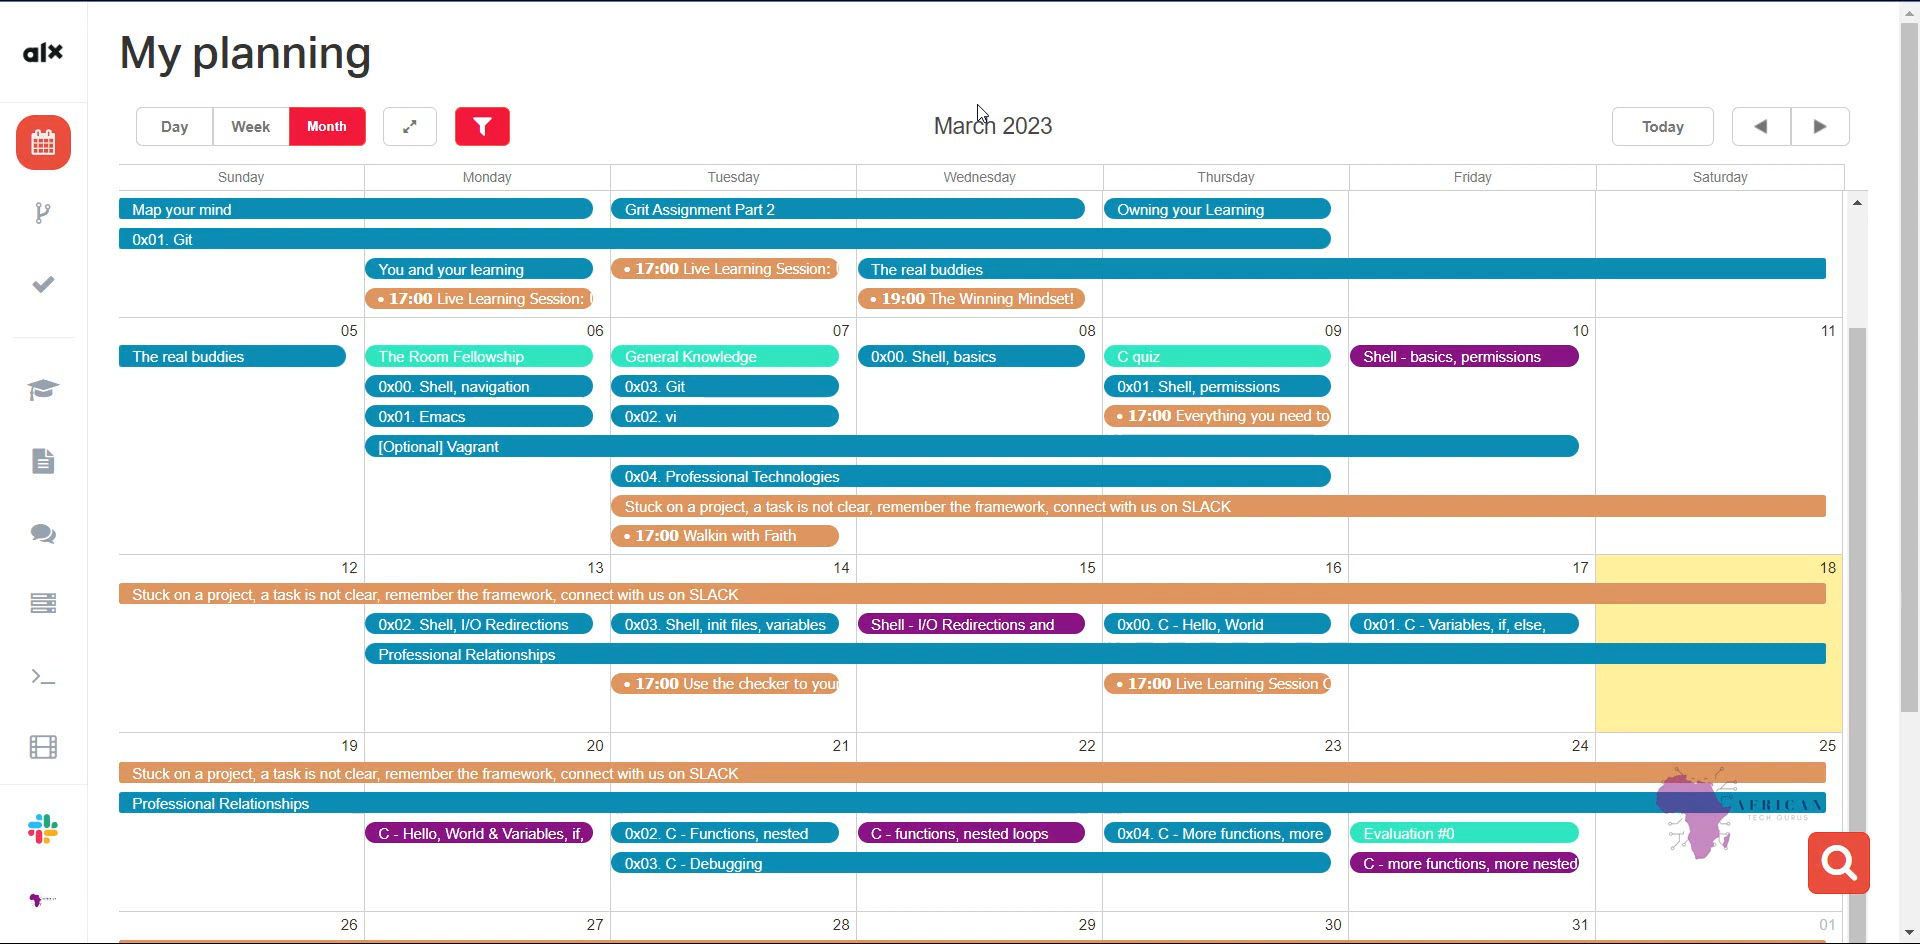 alx
My planning
Day
Week
Month
March 2023
Today
Sunday
Monday
Tuesday
Wednesday
Thursday
Friday
Saturday
Map your mind
Grit Assignment Part 2
Owning your Learning
0x01. Git
You and your learning
17:00 Live Learning Session:
The real buddies
17:00 Live Learning Session:
19:00 The Winning Mindset!
05
06
07
08
09
10
11
The real buddies
The Room Fellowship
General Knowledge
0x00. Shell, basics
C quiz
Shell - basics, permissions
0x00. Shell, navigation
0x03. Git
0x01. Shell, permissions
0x01. Emacs
0x02. vi
17:00 Everything you need to
[Optional] Vagrant
0x04. Professional Technologies
Stuck on a project, a task is not clear, remember the framework, connect with us on SLACK
17:00 Walkin with Faith
12
13
14
15
16
17
18
Stuck on a project, a task is not clear, remember the framework, connect with us on SLACK
0x02. Shell, I/O Redirections
0x03. Shell, init files, variables
Shell - I/O Redirections and
0x00. C - Hello, World
0x01. C - Variables, if, else,
Professional Relationships
17:00 Use the checker to your
17:00 Live Learning Session
19
20
21
22
23
24
25
Stuck on a project, a task is not clear, remember the framework, connect with us on SLACK
Professional Relationships
AFRICAN
TECH GURUS
C - Hello, World & Variables, if,
0x02. C - Functions, nested
C - functions, nested loops
0x04. C - More functions, more
Evaluation #0
0x03. C - Debugging
C - more functions, more nested
26
27
28
29
30
31
01